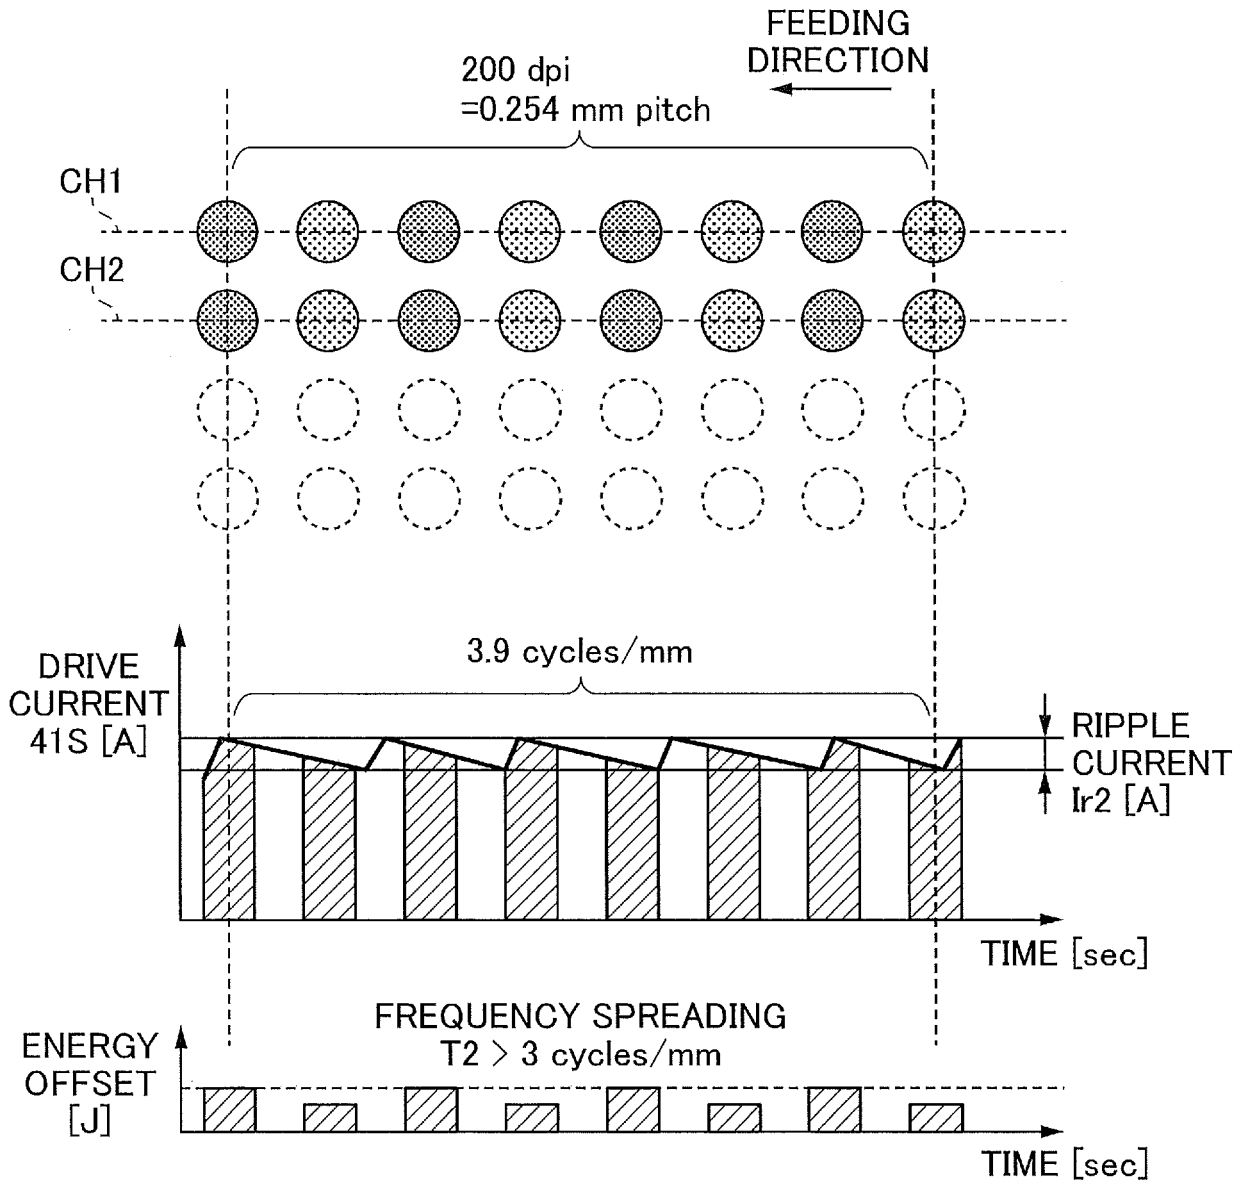 FEEDING
DIRECTION
200 dpi
=0.254 mm pitch
CH1
CH2
3.9 cycles/mm
DRIVE
CURRENT
41S [A]
RIPPLE
CURRENT
Ir2 [A]
TIME [sec]
FREQUENCY SPREADING
T2 > 3 cycles/mm
ENERGY
OFFSET
[J]
TIME [sec]